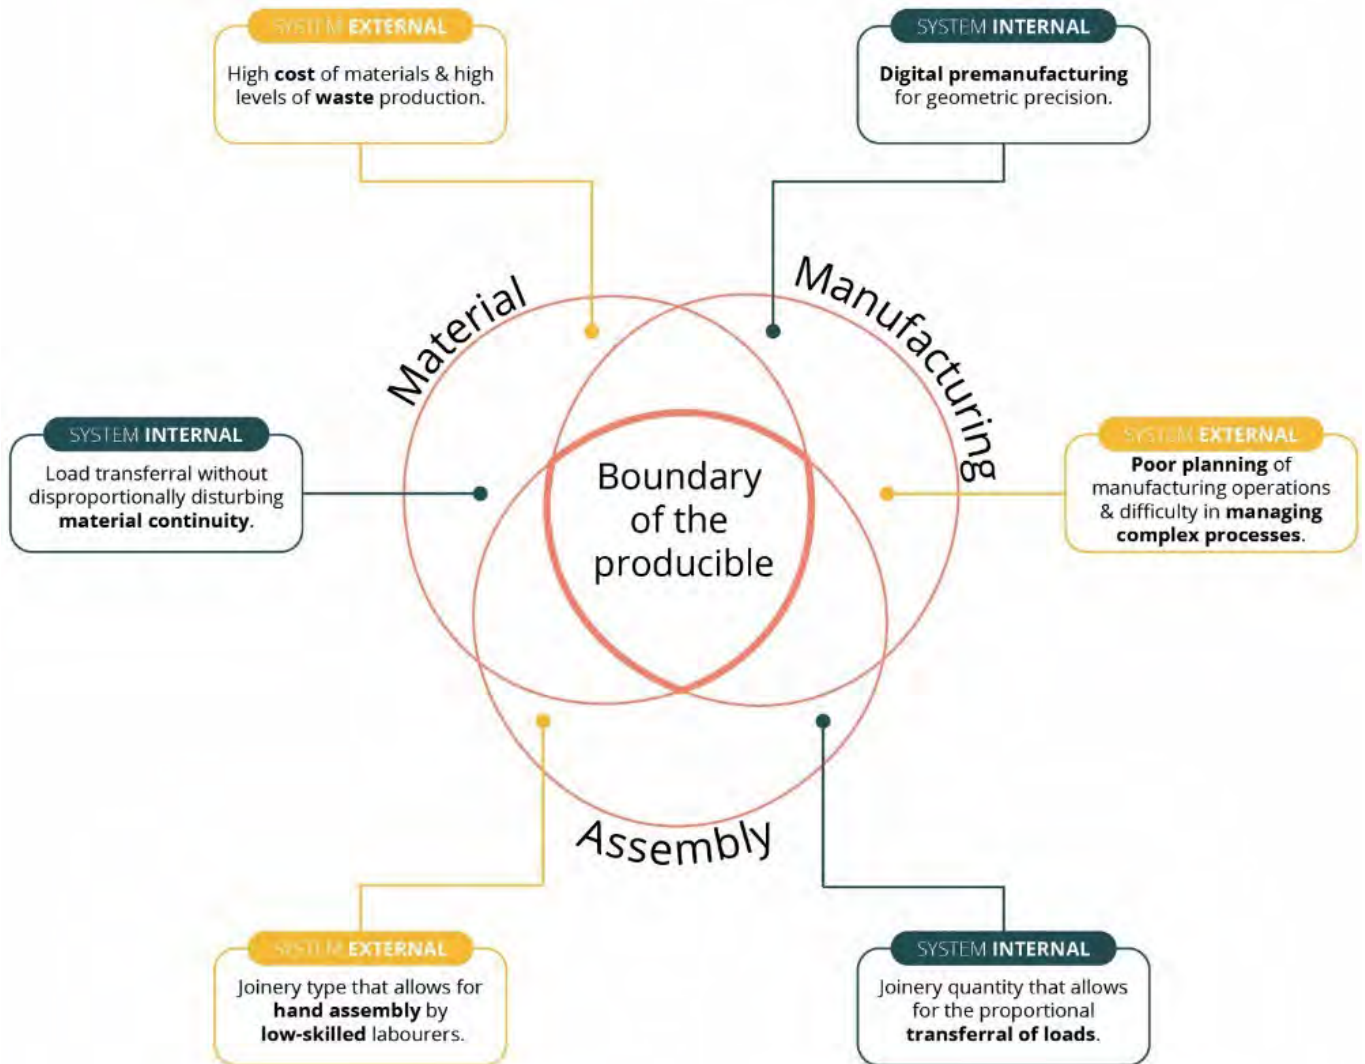 SYSTEM EXTERNAL
High cost of materials & high
levels of waste production.
SYSTEM INTERNAL
Digital premanufacturing
for geometric precision.
Material
Manufacturing
SYSTEM INTERNAL
Load transferral without
disproportionally disturbing
material continuity.
Boundary
of the
producible
SYSTEM EXTERNAL
Poor planning of
manufacturing operations
& difficulty in managing
complex processes.
Assembly
SYSTEM EXTERNAL
Joinery type that allows for
hand assembly by
low-skilled labourers.
SYSTEM INTERNAL
Joinery quantity that allows
for the proportional
transferral of loads.